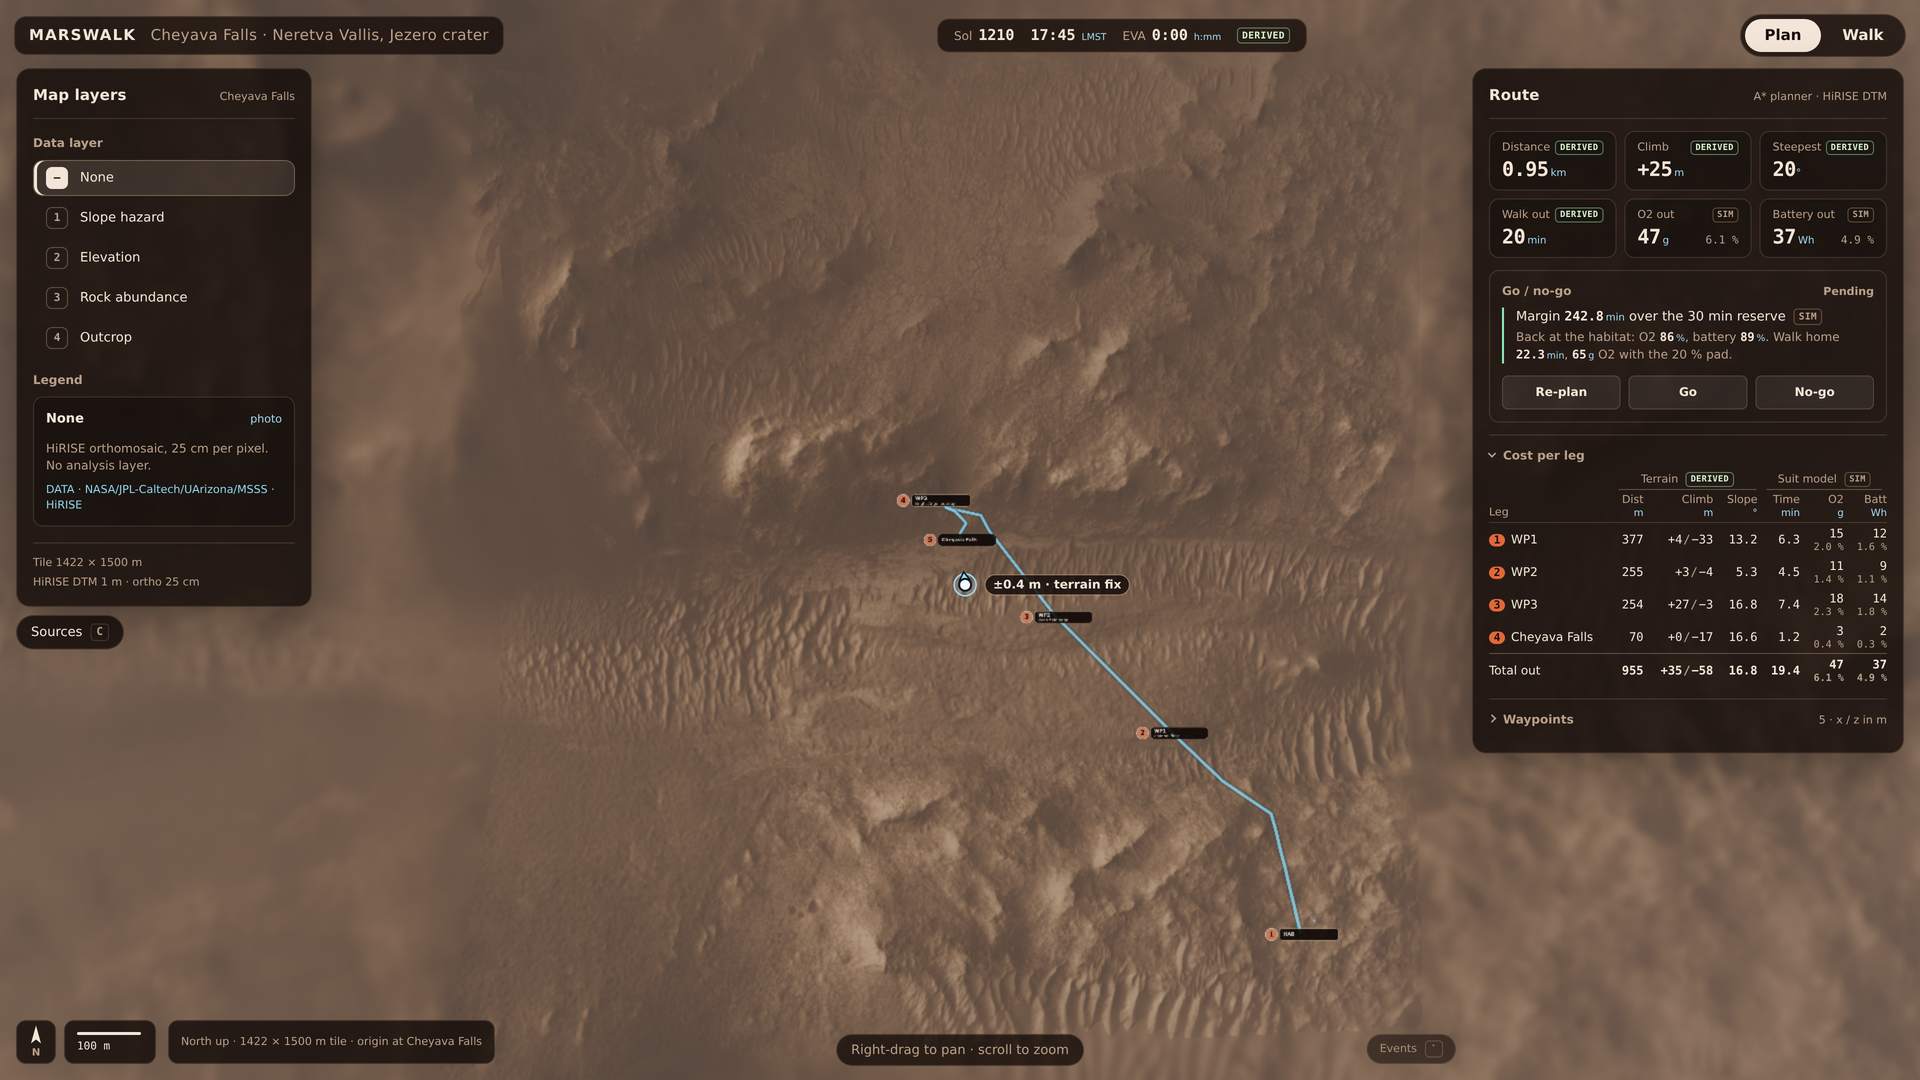 MARSWALK Cheyava Falls · Neretva Vallis, Jezero crater
Sol 1210 17:45 LMST EVA 0:00 h:mm DERIVED
Plan Walk
Map layers Cheyava Falls
Data layer
– None
1 Slope hazard
2 Elevation
3 Rock abundance
4 Outcrop
Legend
None photo
HiRISE orthomosaic, 25 cm per pixel.
No analysis layer.
DATA · NASA/JPL-Caltech/UArizona/MSSS ·
HiRISE
Tile 1422 × 1500 m
HiRISE DTM 1 m · ortho 25 cm
Sources C
4 WP3
5 Cheyava Falls
±0.4 m · terrain fix
3 WP2
2 WP1
1 HAB
Route A* planner · HiRISE DTM
Distance DERIVED Climb DERIVED Steepest DERIVED
0.95 km +25 m 20 °
Walk out DERIVED O2 out SIM Battery out SIM
20 min 47 g 6.1 % 37 Wh 4.9 %
Go / no-go Pending
Margin 242.8 min over the 30 min reserve SIM
Back at the habitat: O2 86 %, battery 89 %. Walk home
22.3 min, 65 g O2 with the 20 % pad.
Re-plan Go No-go
Cost per leg
Terrain DERIVED Suit model SIM
Leg Dist m Climb m Slope ° Time min O2 g Batt Wh
1 WP1 377 +4/−33 13.2 6.3 15 2.0 % 12 1.6 %
2 WP2 255 +3/−4 5.3 4.5 11 1.4 % 9 1.1 %
3 WP3 254 +27/−3 16.8 7.4 18 2.3 % 14 1.8 %
4 Cheyava Falls 70 +0/−17 16.6 1.2 3 0.4 % 2 0.3 %
Total out 955 +35/−58 16.8 19.4 47 6.1 % 37 4.9 %
Waypoints 5 · x / z in m
N
100 m
North up · 1422 × 1500 m tile · origin at Cheyava Falls
Right-drag to pan · scroll to zoom
Events